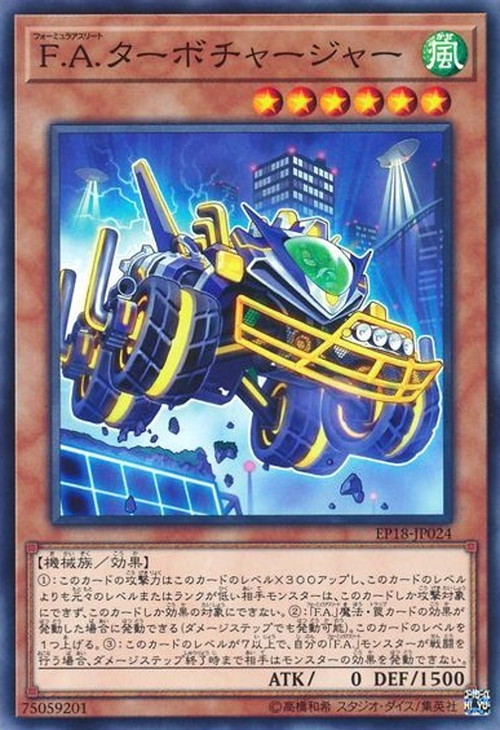 フォーミュラアスリート
F.A.ターボチャージャー
かぜ
風
EP18-JP024
【機械族／効果】
①：このカードの攻撃力はこのカードのレベル×３００アップし、このカードのレベル
よりも元々のレベルまたはランクが低い相手モンスターは、このカードしか攻撃対象
にできず、このカードしか効果の対象にできない。②：「F.A.」魔法・罠カードの効果が
発動した場合に発動できる（ダメージステップでも発動可能）。このカードのレベルを
１つ上げる。③：このカードのレベルが７以上で、自分の「F.A.」モンスターが戦闘を
行う場合、ダメージステップ終了時まで相手はモンスターの効果を発動できない。
ATK/ 0 DEF/1500
75059201 ©高橋和希 スタジオ・ダイス/集英社